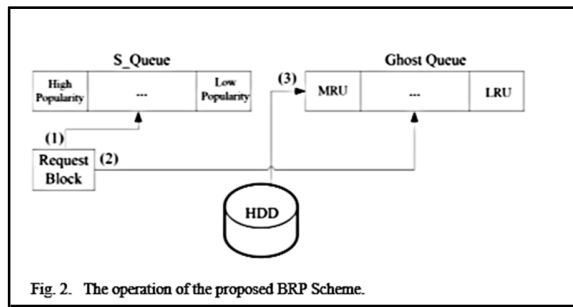 S_Queue
Ghost Queue
High
Popularity
...
Low
Popularity
(3)
MRU
...
LRU
(1)
Request
Block
(2)
HDD
Fig. 2. The operation of the proposed BRP Scheme.